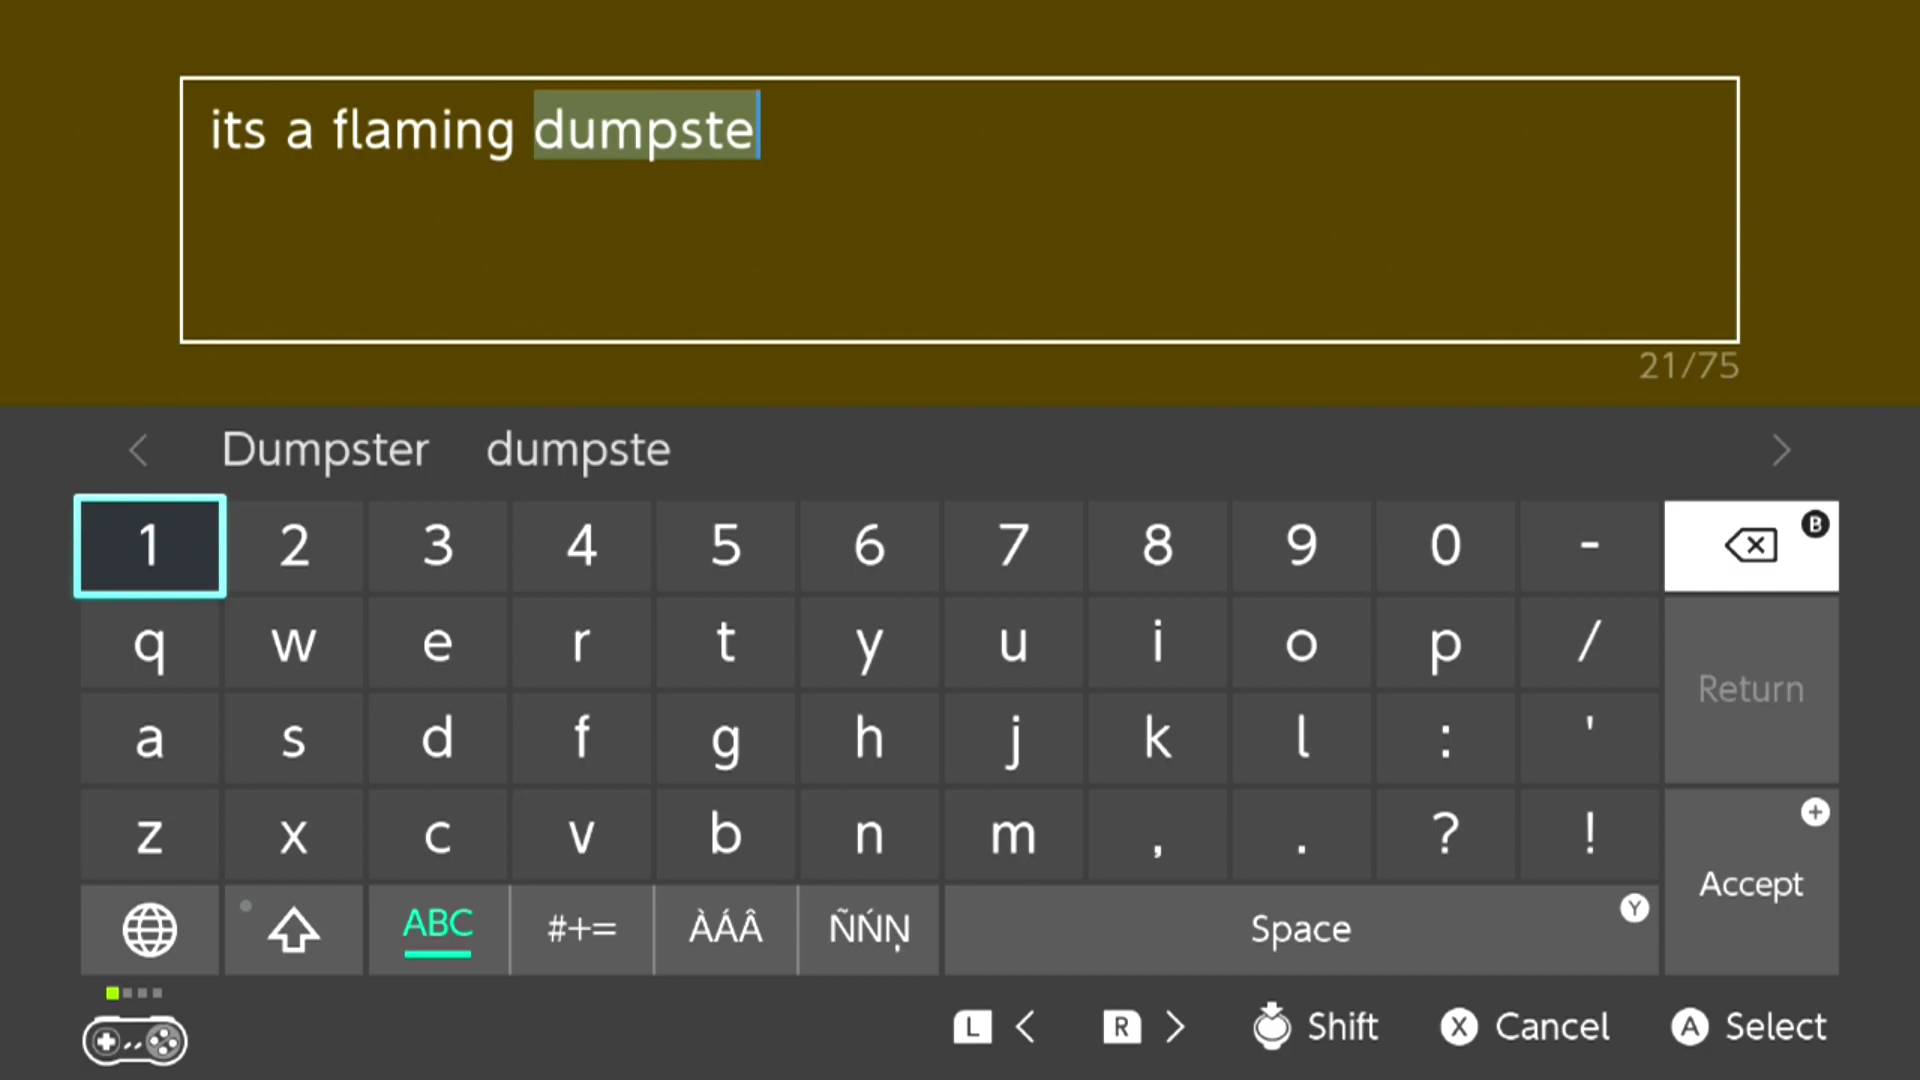 its a flaming dumpste
21/75
< Dumpster dumpste >
1 2 3 4 5 6 7 8 9 0 - B
q w e r t y u i o p /
Return
a s d f g h j k l : '
z x c v b n m , . ? ! +
Accept
ABC #+= ÀÁÂ ÑŃŅ Space Y
L < R > Shift X Cancel A Select